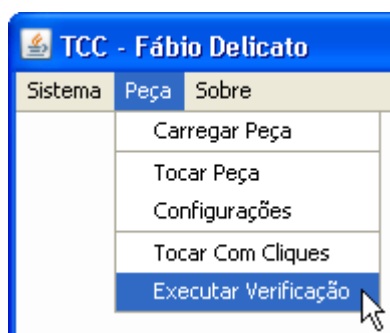 TCC - Fábio Delicato
Sistema Peça Sobre
Carregar Peça
Tocar Peça
Configurações
Tocar Com Cliques
Executar Verificação